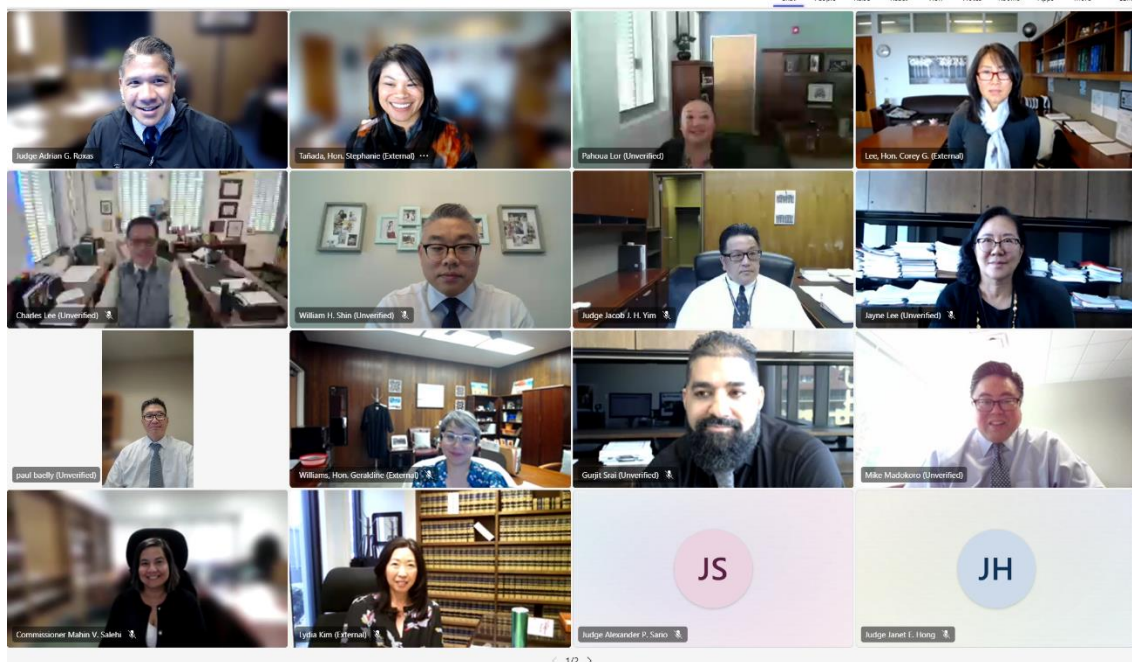 Judge Adrian G. Roxas
Tañada, Hon. Stephanie (External) ···
Pahoua Lor (Unverified)
Lee, Hon. Corey G. (External)
Charles Lee (Unverified)
William H. Shin (Unverified)
Judge Jacob J. H. Yim
Jayne Lee (Unverified)
paul baelly (Unverified)
Williams, Hon. Geraldine (External)
Gurjit Srai (Unverified)
Mike Madokoro (Unverified)
Commissioner Mahin V. Salehi
Lydia Kim (External)
JS
Judge Alexander P. Sario
JH
Judge Janet E. Hong
1/2